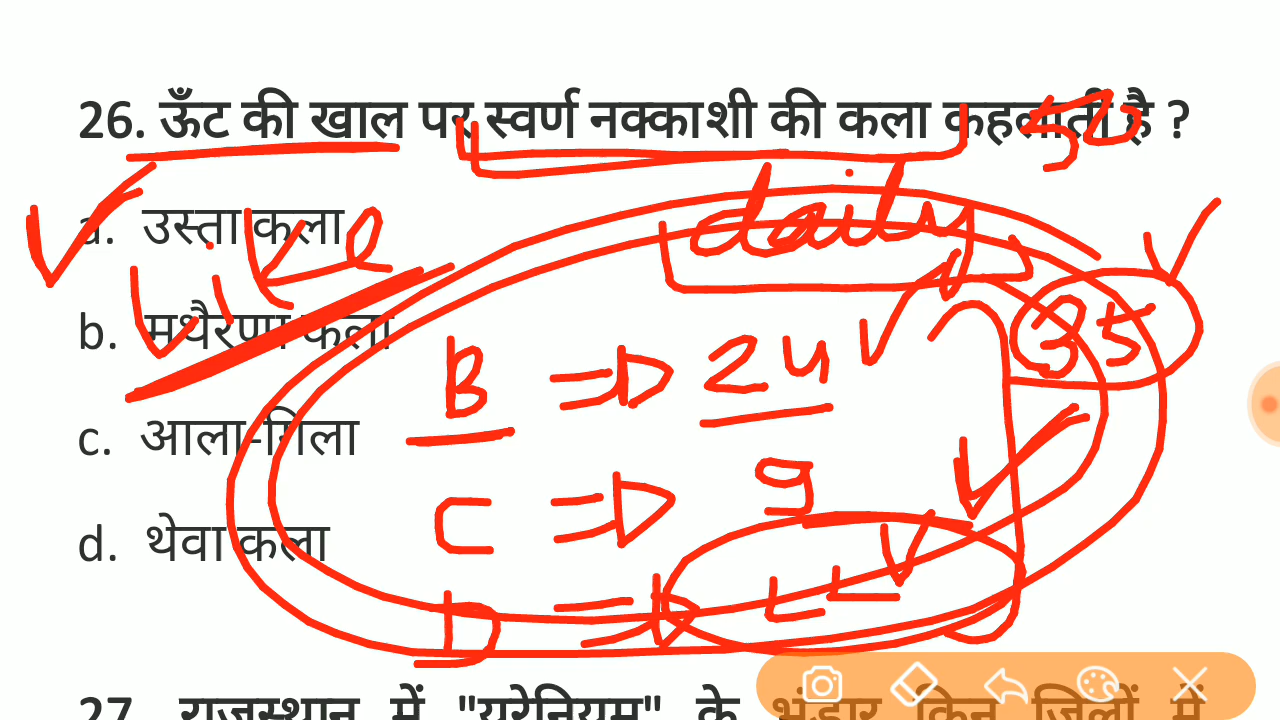 26. ऊँट की खाल पर स्वर्ण नक्काशी की कला कहलाती है ?
50
a. उस्ता कला
daily
Like
35
b. मथैरणा कला
B ⇒ 24
c. आला-गिला
C ⇒ 9
d. थेवा कला
D ⇒
27. राजस्थान में "यूरेनियम" के भंडार किन जिलों में